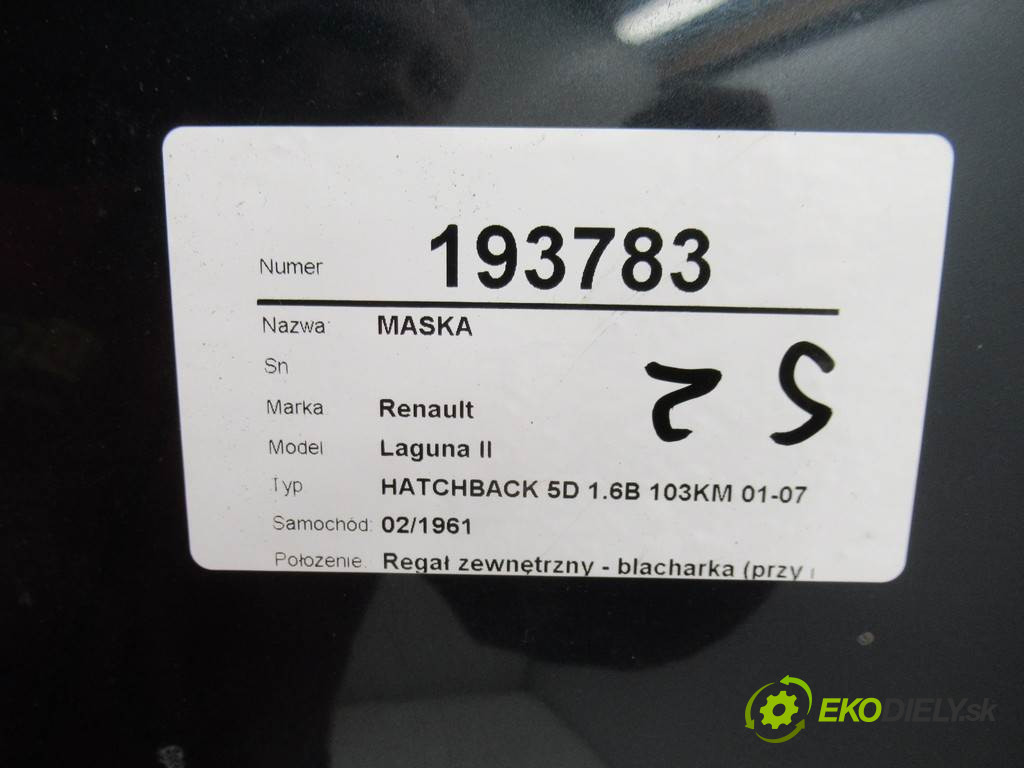 Numer 193783
Nazwa: MASKA
Sn
Marka Renault
Model Laguna II
Typ HATCHBACK 5D 1.6B 103KM 01-07
Samochód: 02/1961
Położenie: Regał zewnętrzny - blacharka (przy
25
EKODIELY.sk